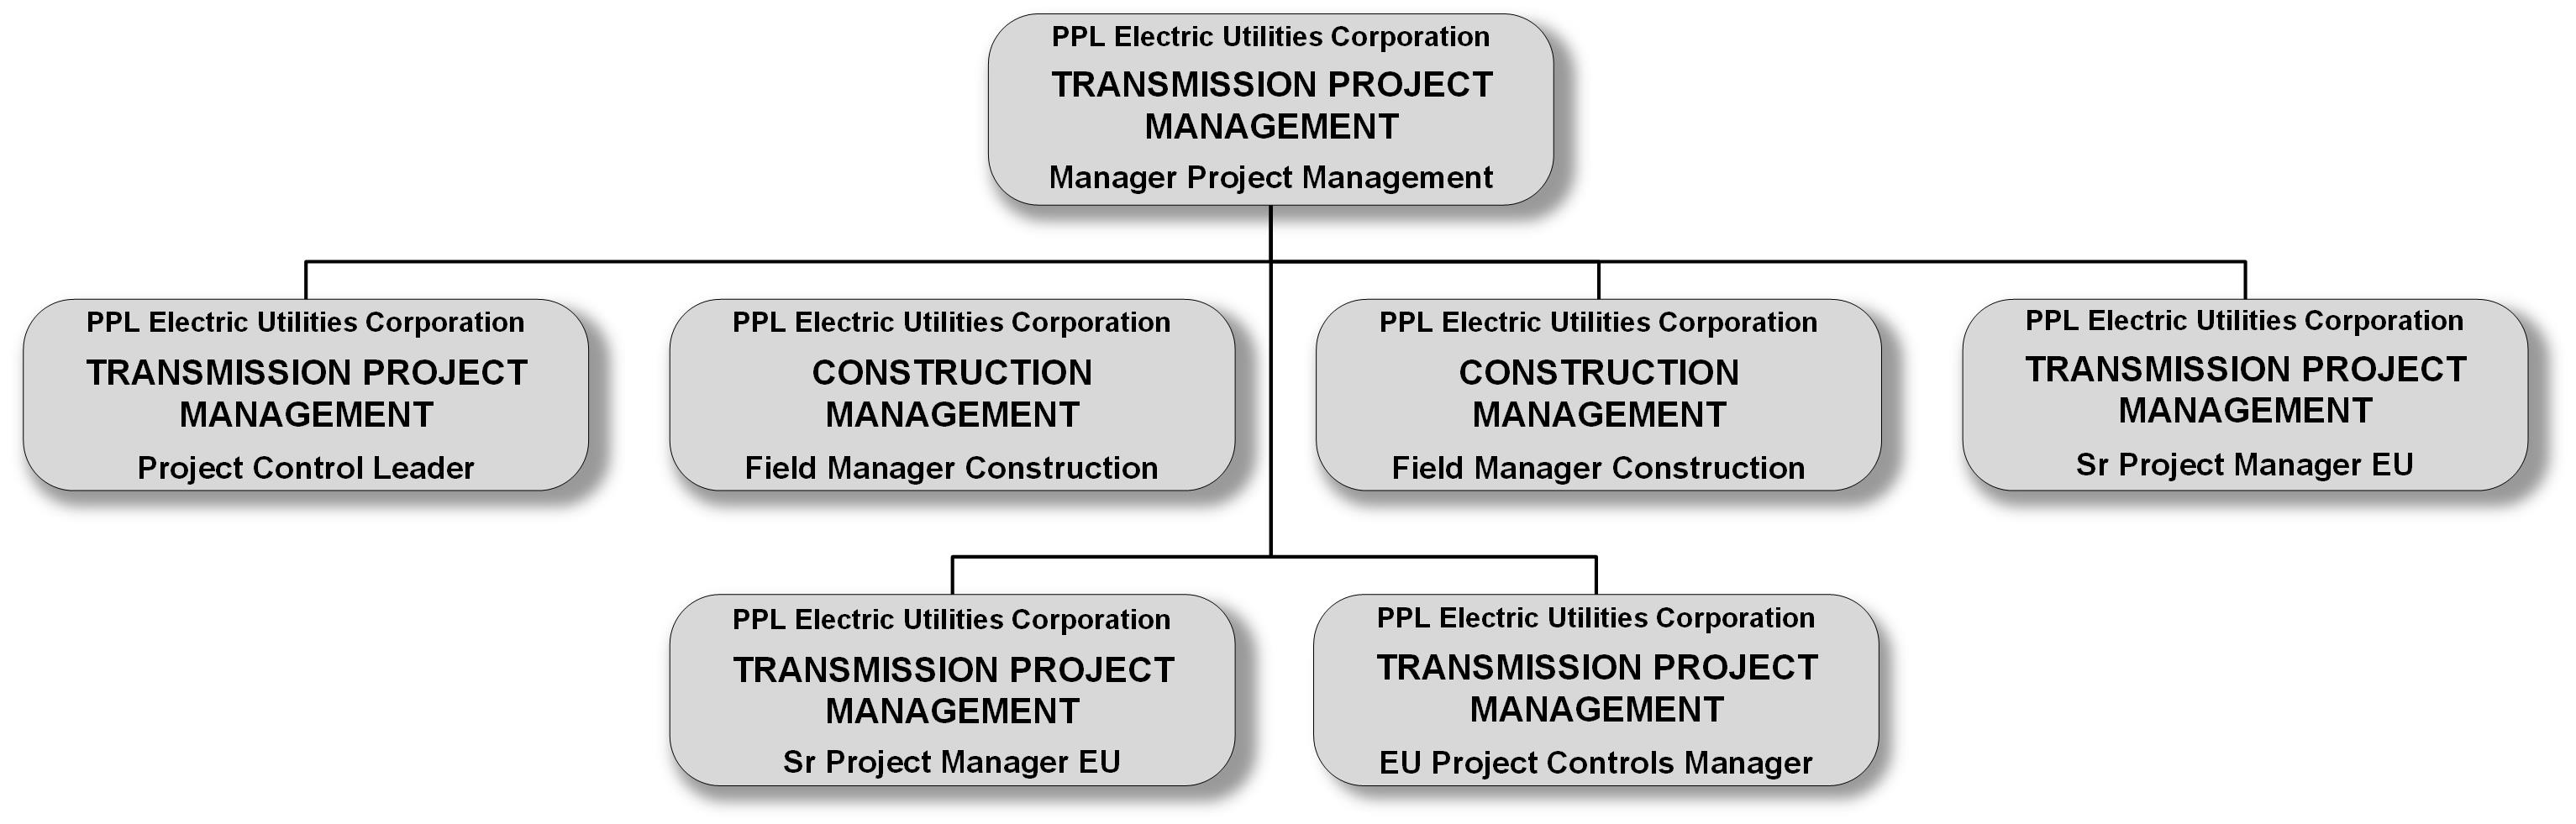 PPL Electric Utilities Corporation
TRANSMISSION PROJECT
MANAGEMENT
Manager Project Management
PPL Electric Utilities Corporation
TRANSMISSION PROJECT
MANAGEMENT
Project Control Leader
PPL Electric Utilities Corporation
CONSTRUCTION
MANAGEMENT
Field Manager Construction
PPL Electric Utilities Corporation
CONSTRUCTION
MANAGEMENT
Field Manager Construction
PPL Electric Utilities Corporation
TRANSMISSION PROJECT
MANAGEMENT
Sr Project Manager EU
PPL Electric Utilities Corporation
TRANSMISSION PROJECT
MANAGEMENT
Sr Project Manager EU
PPL Electric Utilities Corporation
TRANSMISSION PROJECT
MANAGEMENT
EU Project Controls Manager